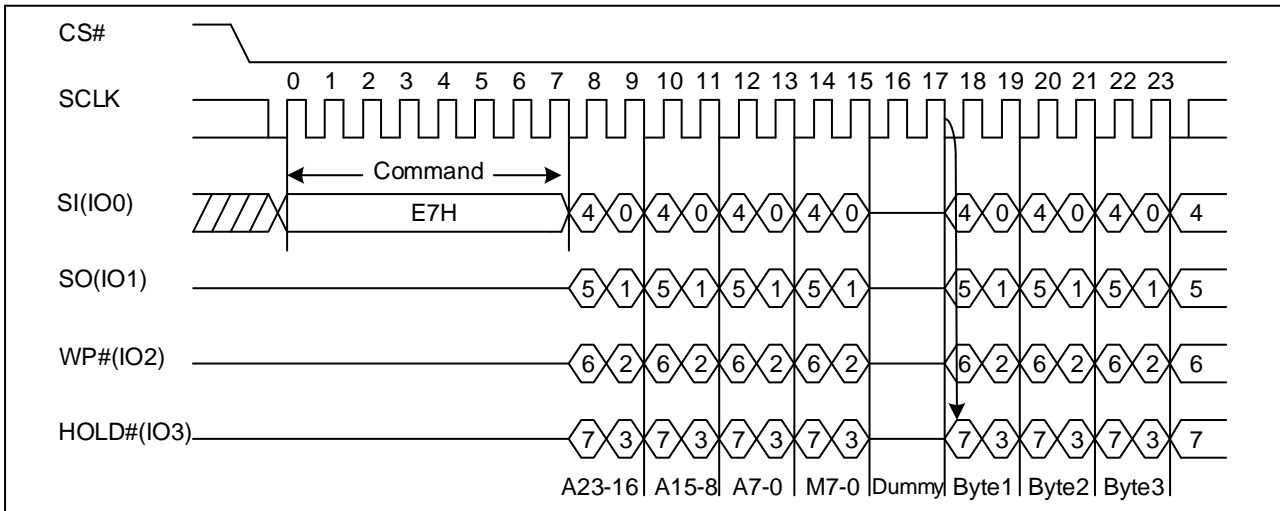 CS#
0 1 2 3 4 5 6 7 8 9 10 11 12 13 14 15 16 17 18 19 20 21 22 23
SCLK
Command
SI(IO0)
E7H 4 0 4 0 4 0 4 0 4 0 4 0 4 0 4
SO(IO1)
5 1 5 1 5 1 5 1 5 1 5 1 5 1 5
WP#(IO2)
6 2 6 2 6 2 6 2 6 2 6 2 6 2 6
HOLD#(IO3)
7 3 7 3 7 3 7 3 7 3 7 3 7 3 7
A23-16 A15-8 A7-0 M7-0 Dummy Byte1 Byte2 Byte3